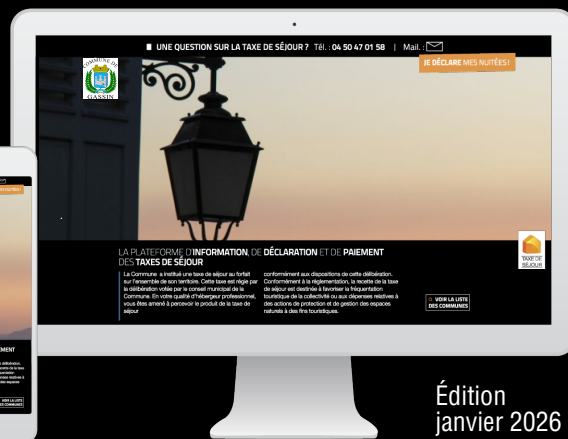 UNE QUESTION SUR LA TAXE DE SÉJOUR ? Tél. : 04 50 47 01 58 | Mail. :
JE DÉCLARE MES NUITÉES !
COMMUNE DE
GASSIN
LA PLATEFORME D'INFORMATION, DE DÉCLARATION ET DE PAIEMENT
DES TAXES DE SÉJOUR
La Commune a institué une taxe de séjour au forfait
sur l'ensemble de son territoire. Cette taxe est régie par
la délibération votée par le conseil municipal de la
Commune. En votre qualité d'hébergeur professionnel,
vous êtes amené à percevoir le produit de la taxe de
séjour
conformément aux dispositions de cette délibération.
Conformément à la réglementation, la recette de la taxe
de séjour est destinée à favoriser la fréquentation
touristique de la collectivité ou aux dépenses relatives à
des actions de protection et de gestion des espaces
naturels à des fins touristiques.
TAXE DE
SÉJOUR
VOIR LA LISTE
DES COMMUNES
EMENT
VOIR LA LISTE
DES COMMUNES
Édition
janvier 2026